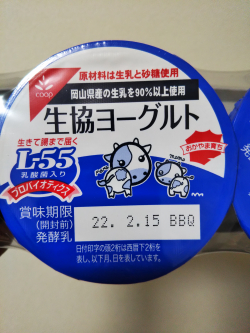 coop
原材料は生乳と砂糖使用
岡山県産の生乳を90%以上使用
生協ヨーグルト
生きて腸まで届く
L-55
乳酸菌入り
プロバイオティクス
おかやま育ち
賞味期限
(開封前)
発酵乳
22. 2.15 BBQ
日付印字の頭2桁は西暦下2桁を
表し、以下月、日を表しています。